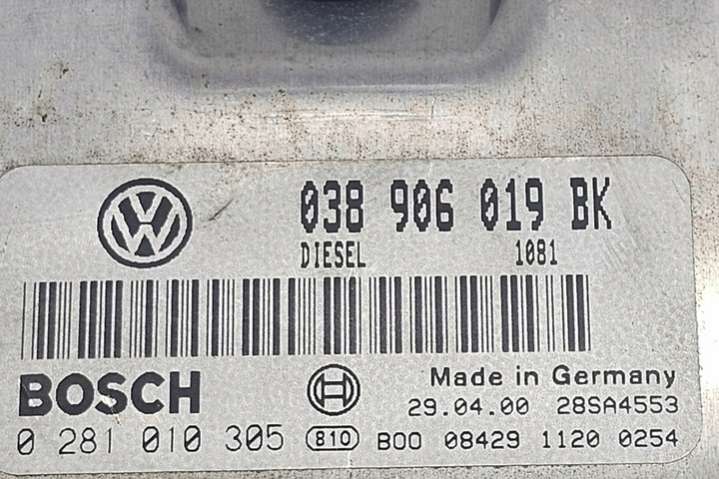 038 906 019 BK
DIESEL 1081
BOSCH
Made in Germany
29.04.00 28SA4553
0 281 010 305 810 B00 08429 1120 0254